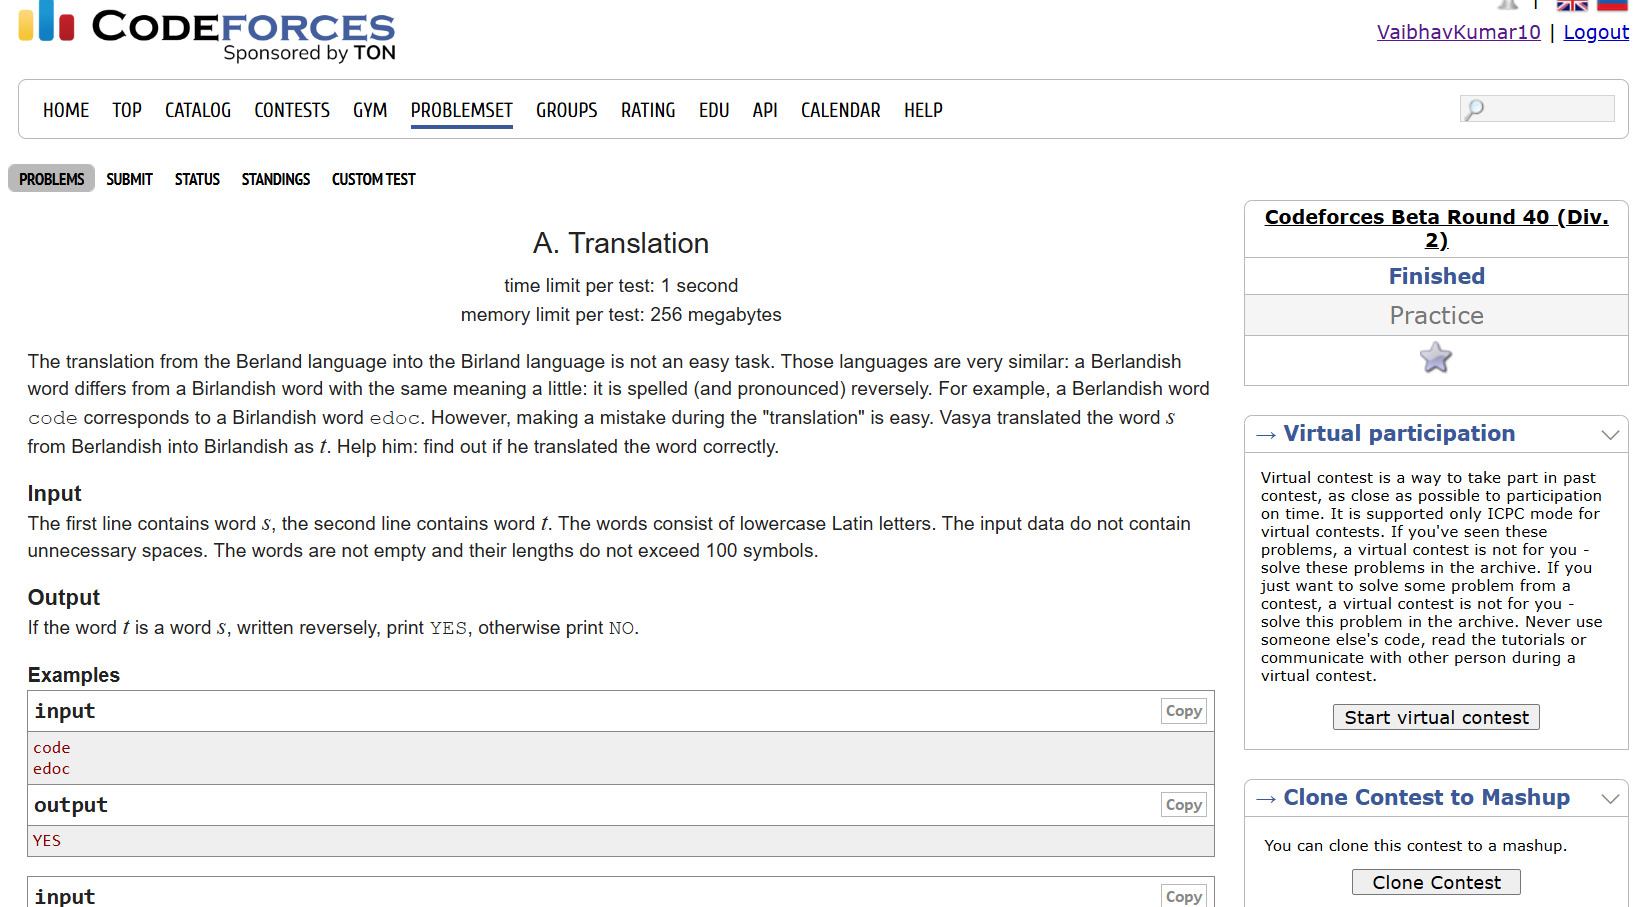 CODEFORCES
Sponsored by TON
|
VaibhavKumar10 | Logout
HOME TOP CATALOG CONTESTS GYM PROBLEMSET GROUPS RATING EDU API CALENDAR HELP
PROBLEMS SUBMIT STATUS STANDINGS CUSTOM TEST
A. Translation
time limit per test: 1 second
memory limit per test: 256 megabytes
The translation from the Berland language into the Birland language is not an easy task. Those languages are very similar: a Berlandish
word differs from a Birlandish word with the same meaning a little: it is spelled (and pronounced) reversely. For example, a Berlandish word
code corresponds to a Birlandish word edoc. However, making a mistake during the "translation" is easy. Vasya translated the word s
from Berlandish into Birlandish as t. Help him: find out if he translated the word correctly.
Input
The first line contains word s, the second line contains word t. The words consist of lowercase Latin letters. The input data do not contain
unnecessary spaces. The words are not empty and their lengths do not exceed 100 symbols.
Output
If the word t is a word s, written reversely, print YES, otherwise print NO.
Examples
input Copy
code
edoc
output Copy
YES
input Copy
Codeforces Beta Round 40 (Div.
2)
Finished
Practice
→ Virtual participation
Virtual contest is a way to take part in past
contest, as close as possible to participation
on time. It is supported only ICPC mode for
virtual contests. If you've seen these
problems, a virtual contest is not for you -
solve these problems in the archive. If you
just want to solve some problem from a
contest, a virtual contest is not for you -
solve this problem in the archive. Never use
someone else's code, read the tutorials or
communicate with other person during a
virtual contest.
Start virtual contest
→ Clone Contest to Mashup
You can clone this contest to a mashup.
Clone Contest